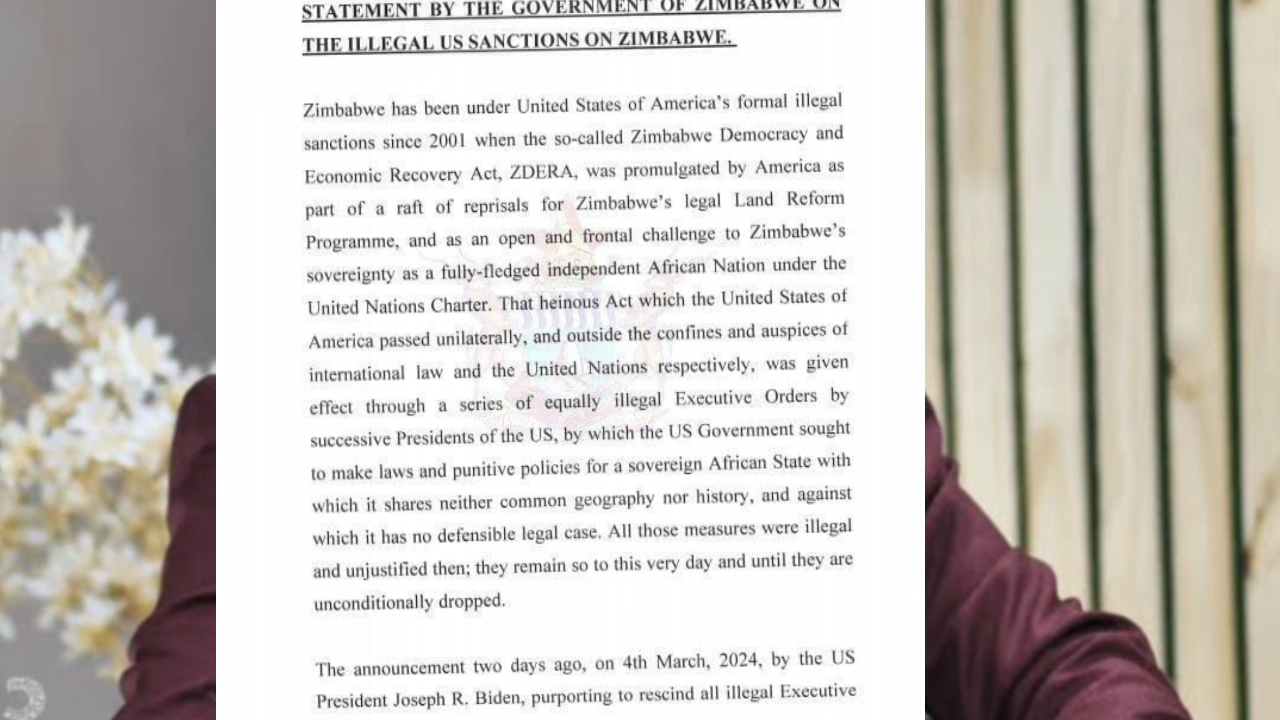 STATEMENT BY THE GOVERNMENT OF ZIMBABWE ON
THE ILLEGAL US SANCTIONS ON ZIMBABWE.
Zimbabwe has been under United States of America’s formal illegal
sanctions since 2001 when the so-called Zimbabwe Democracy and
Economic Recovery Act, ZDERA, was promulgated by America as
part of a raft of reprisals for Zimbabwe’s legal Land Reform
Programme, and as an open and frontal challenge to Zimbabwe’s
sovereignty as a fully-fledged independent African Nation under the
United Nations Charter. That heinous Act which the United States of
America passed unilaterally, and outside the confines and auspices of
international law and the United Nations respectively, was given
effect through a series of equally illegal Executive Orders by
successive Presidents of the US, by which the US Government sought
to make laws and punitive policies for a sovereign African State with
which it shares neither common geography nor history, and against
which it has no defensible legal case. All those measures were illegal
and unjustified then; they remain so to this very day and until they are
unconditionally dropped.
The announcement two days ago, on 4th March, 2024, by the US
President Joseph R. Biden, purporting to rescind all illegal Executive